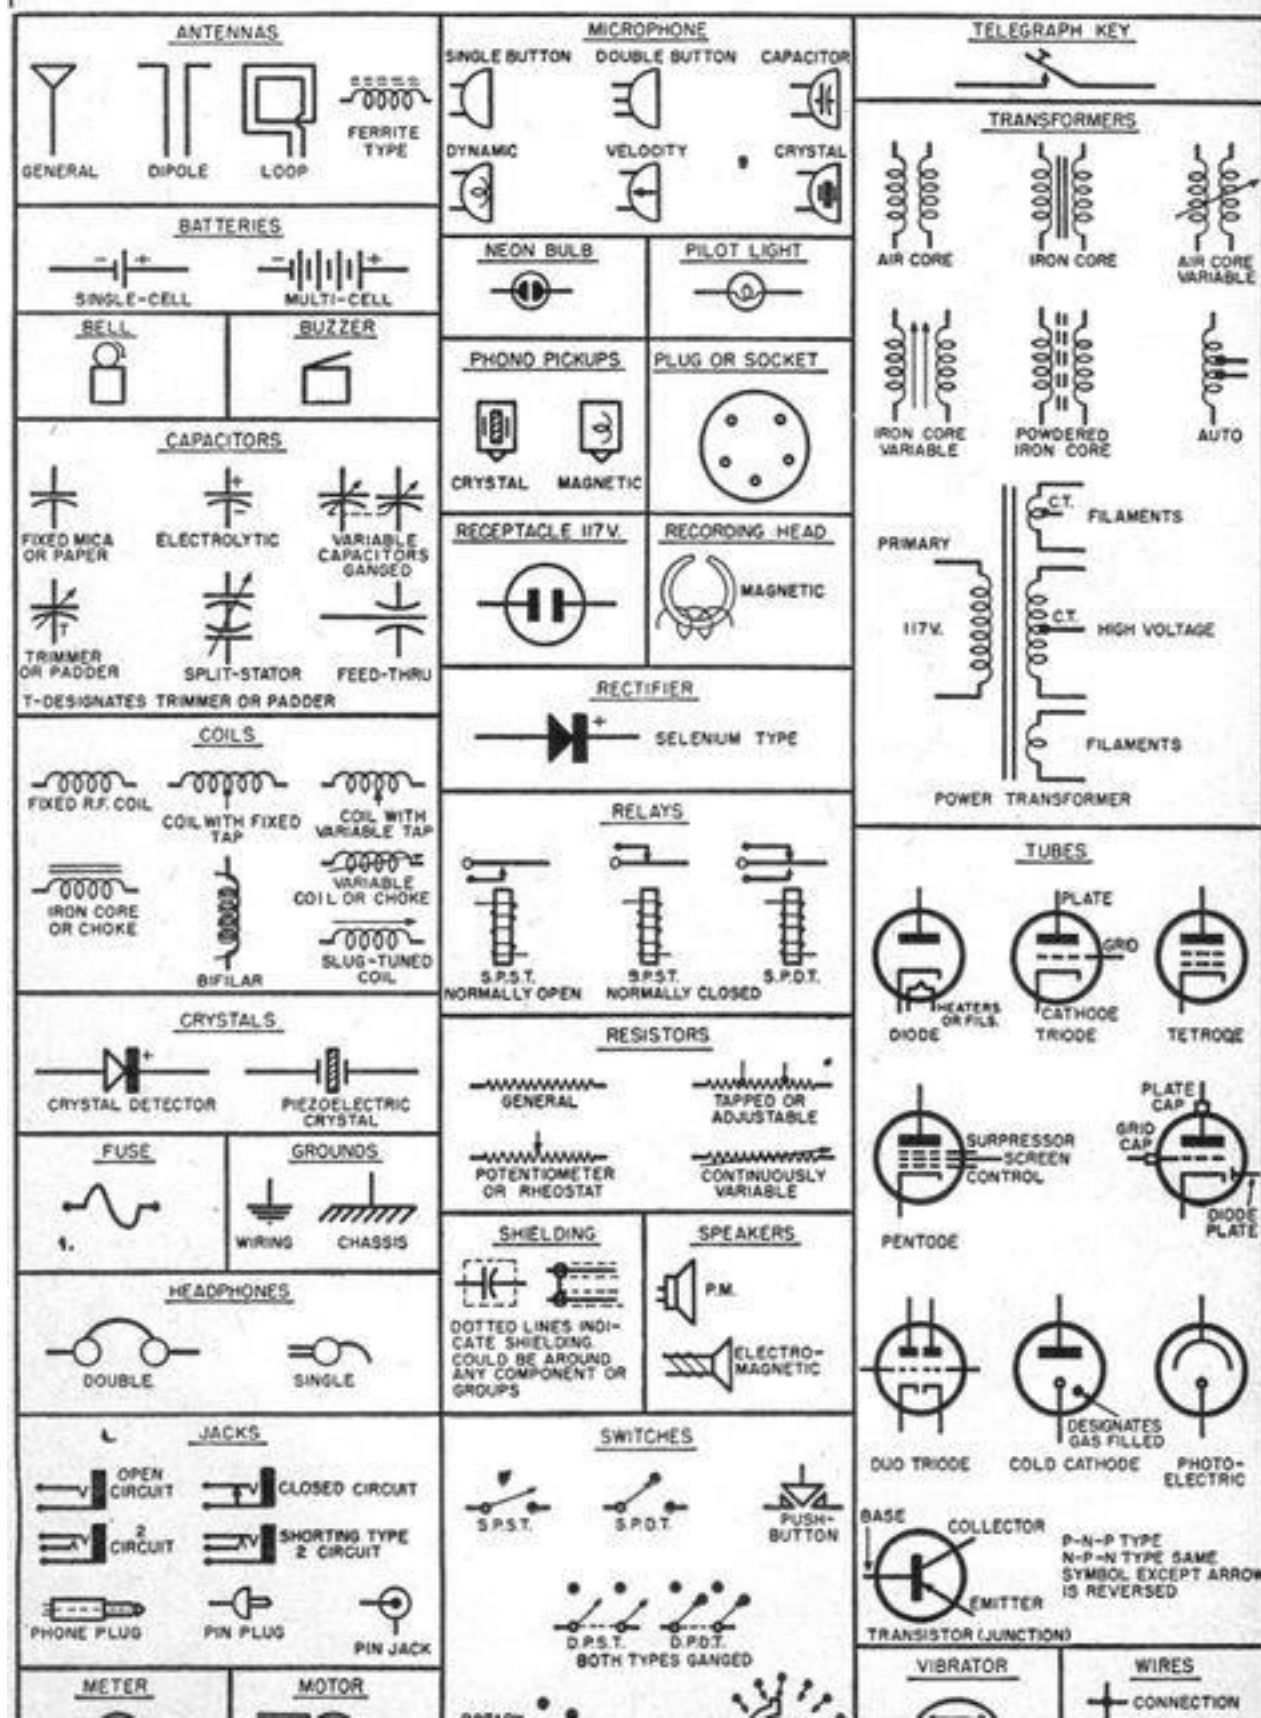 ANTENNAS
GENERAL
DIPOLE
LOOP
FERRITE
TYPE
BATTERIES
- +
SINGLE-CELL
- +
MULTI-CELL
BELL
BUZZER
CAPACITORS
FIXED MICA
OR PAPER
+
-
ELECTROLYTIC
VARIABLE
CAPACITORS
GANGED
T
TRIMMER
OR PADDER
SPLIT-STATOR
FEED-THRU
T-DESIGNATES TRIMMER OR PADDER
COILS
FIXED R.F. COIL
COIL WITH FIXED
TAP
COIL WITH
VARIABLE TAP
IRON CORE
OR CHOKE
BIFILAR
VARIABLE
COIL OR CHOKE
SLUG-TUNED
COIL
CRYSTALS
+
CRYSTAL DETECTOR
PIEZOELECTRIC
CRYSTAL
FUSE
1.
GROUNDS
WIRING
CHASSIS
HEADPHONES
DOUBLE
SINGLE
JACKS
OPEN
CIRCUIT
CLOSED CIRCUIT
2
CIRCUIT
SHORTING TYPE
2 CIRCUIT
PHONE PLUG
PIN PLUG
PIN JACK
METER
MOTOR
MICROPHONE
SINGLE BUTTON
DOUBLE BUTTON
CAPACITOR
DYNAMIC
VELOCITY
CRYSTAL
NEON BULB
PILOT LIGHT
PHONO PICKUPS
CRYSTAL
MAGNETIC
PLUG OR SOCKET
RECEPTACLE 117V.
RECORDING HEAD
MAGNETIC
RECTIFIER
+
SELENIUM TYPE
RELAYS
S.P.S.T.
NORMALLY OPEN
S.P.S.T.
NORMALLY CLOSED
S.P.D.T.
RESISTORS
GENERAL
TAPPED OR
ADJUSTABLE
POTENTIOMETER
OR RHEOSTAT
CONTINUOUSLY
VARIABLE
SHIELDING
DOTTED LINES INDI-
CATE SHIELDING.
COULD BE AROUND
ANY COMPONENT OR
GROUPS
SPEAKERS
P.M.
ELECTRO-
MAGNETIC
SWITCHES
S.P.S.T.
S.P.D.T.
PUSH-
BUTTON
D.P.S.T.
D.P.D.T.
BOTH TYPES GANGED
TELEGRAPH KEY
TRANSFORMERS
AIR CORE
IRON CORE
AIR CORE
VARIABLE
IRON CORE
VARIABLE
POWDERED
IRON CORE
AUTO
PRIMARY
117V.
C.T.
FILAMENTS
C.T.
HIGH VOLTAGE
FILAMENTS
POWER TRANSFORMER
TUBES
DIODE
HEATERS
OR FILS.
PLATE
GRID
CATHODE
TRIODE
TETRODE
SURPRESSOR
SCREEN
CONTROL
PENTODE
PLATE
CAP
GRID
CAP
DIODE
PLATE
DUO TRIODE
DESIGNATES
GAS FILLED
COLD CATHODE
PHOTO-
ELECTRIC
BASE
COLLECTOR
EMITTER
P-N-P TYPE
N-P-N TYPE SAME
SYMBOL EXCEPT ARROW
IS REVERSED
TRANSISTOR (JUNCTION)
VIBRATOR
WIRES
CONNECTION